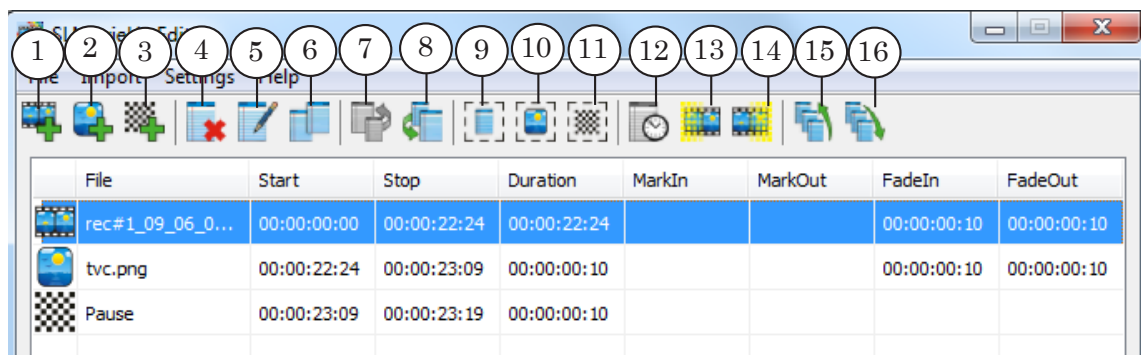 1 2 3 4 5 6 7 8 9 10 11 12 13 14 15 16
Import Settings Help
File Start Stop Duration MarkIn MarkOut FadeIn FadeOut
rec#1_09_06_0... 00:00:00:00 00:00:22:24 00:00:22:24 00:00:00:10 00:00:00:10
tvc.png 00:00:22:24 00:00:23:09 00:00:00:10 00:00:00:10 00:00:00:10
Pause 00:00:23:09 00:00:23:19 00:00:00:10